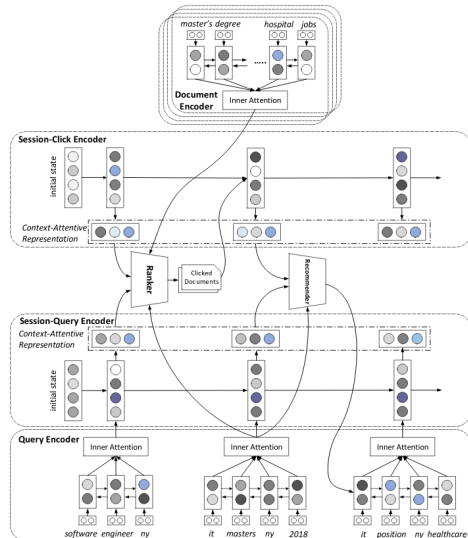 master's degree hospital jobs
.....
Document
Encoder
Inner Attention
Session-Click Encoder
initial state
Context-Attentive
Representation
Ranker
Clicked
Documents
Recommender
Session-Query Encoder
Context-Attentive
Representation
initial state
Query Encoder
Inner Attention
Inner Attention
Inner Attention
software engineer ny
it masters ny 2018
it position ny healthcare